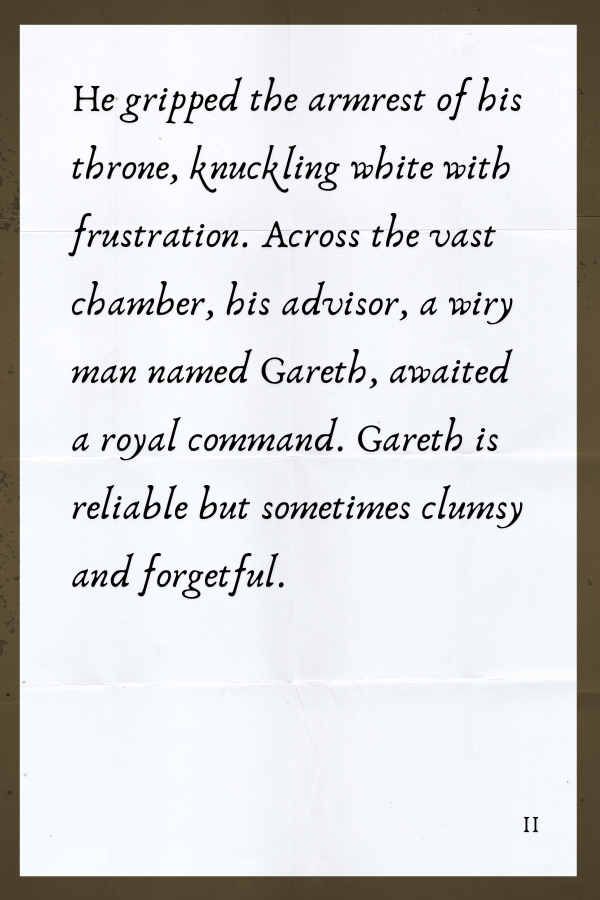 He gripped the armrest of his
throne, knuckling white with
frustration. Across the vast
chamber, his advisor, a wiry
man named Gareth, awaited
a royal command. Gareth is
reliable but sometimes clumsy
and forgetful.
II